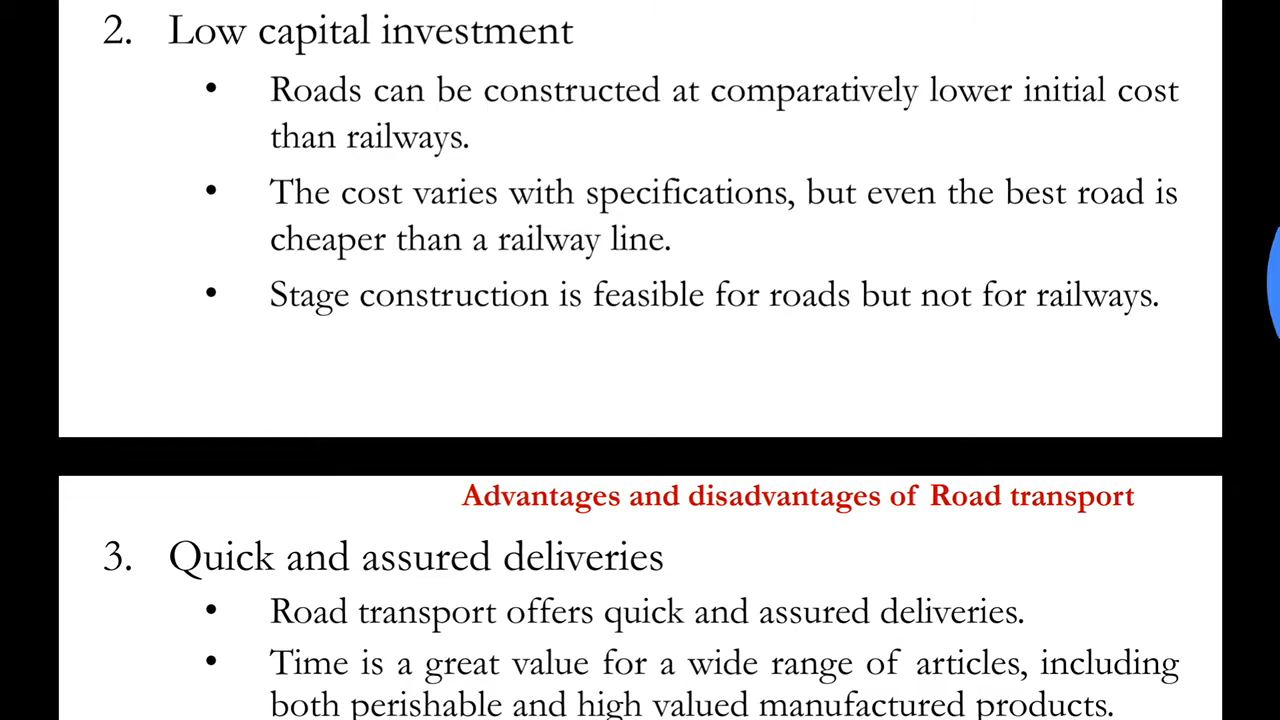 2. Low capital investment
• Roads can be constructed at comparatively lower initial cost
than railways.
• The cost varies with specifications, but even the best road is
cheaper than a railway line.
• Stage construction is feasible for roads but not for railways.
Advantages and disadvantages of Road transport
3. Quick and assured deliveries
• Road transport offers quick and assured deliveries.
• Time is a great value for a wide range of articles, including
both perishable and high valued manufactured products.